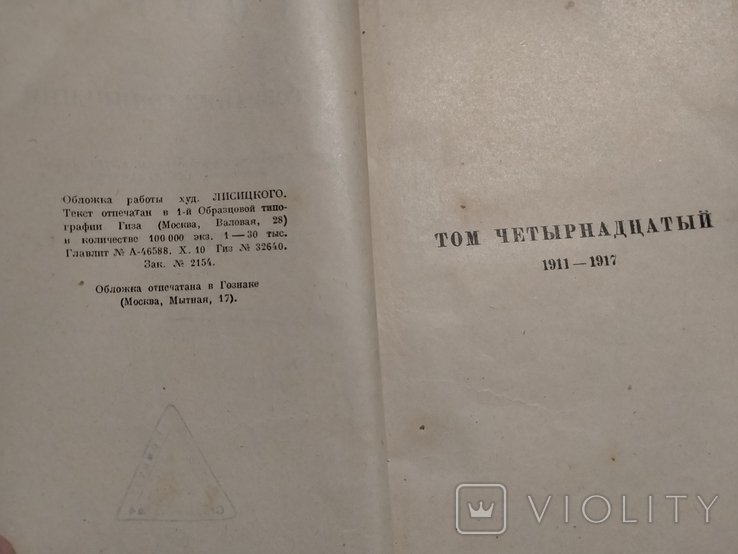 Обложка работы худ. ЛИСИЦКОГО.
Текст отпечатан в 1-й Образцовой типо-
графии Гиза (Москва, Валовая, 28)
в количестве 100 000 экз. 1 — 30 тыс.
Главлит № А-46588. X. 10 Гиз № 32640.
Зак. № 2154.
Обложка отпечатана в Гознаке
(Москва, Мытная, 17).
ТОМ ЧЕТЫРНАДЦАТЫЙ
1911 — 1917
VIOLITY